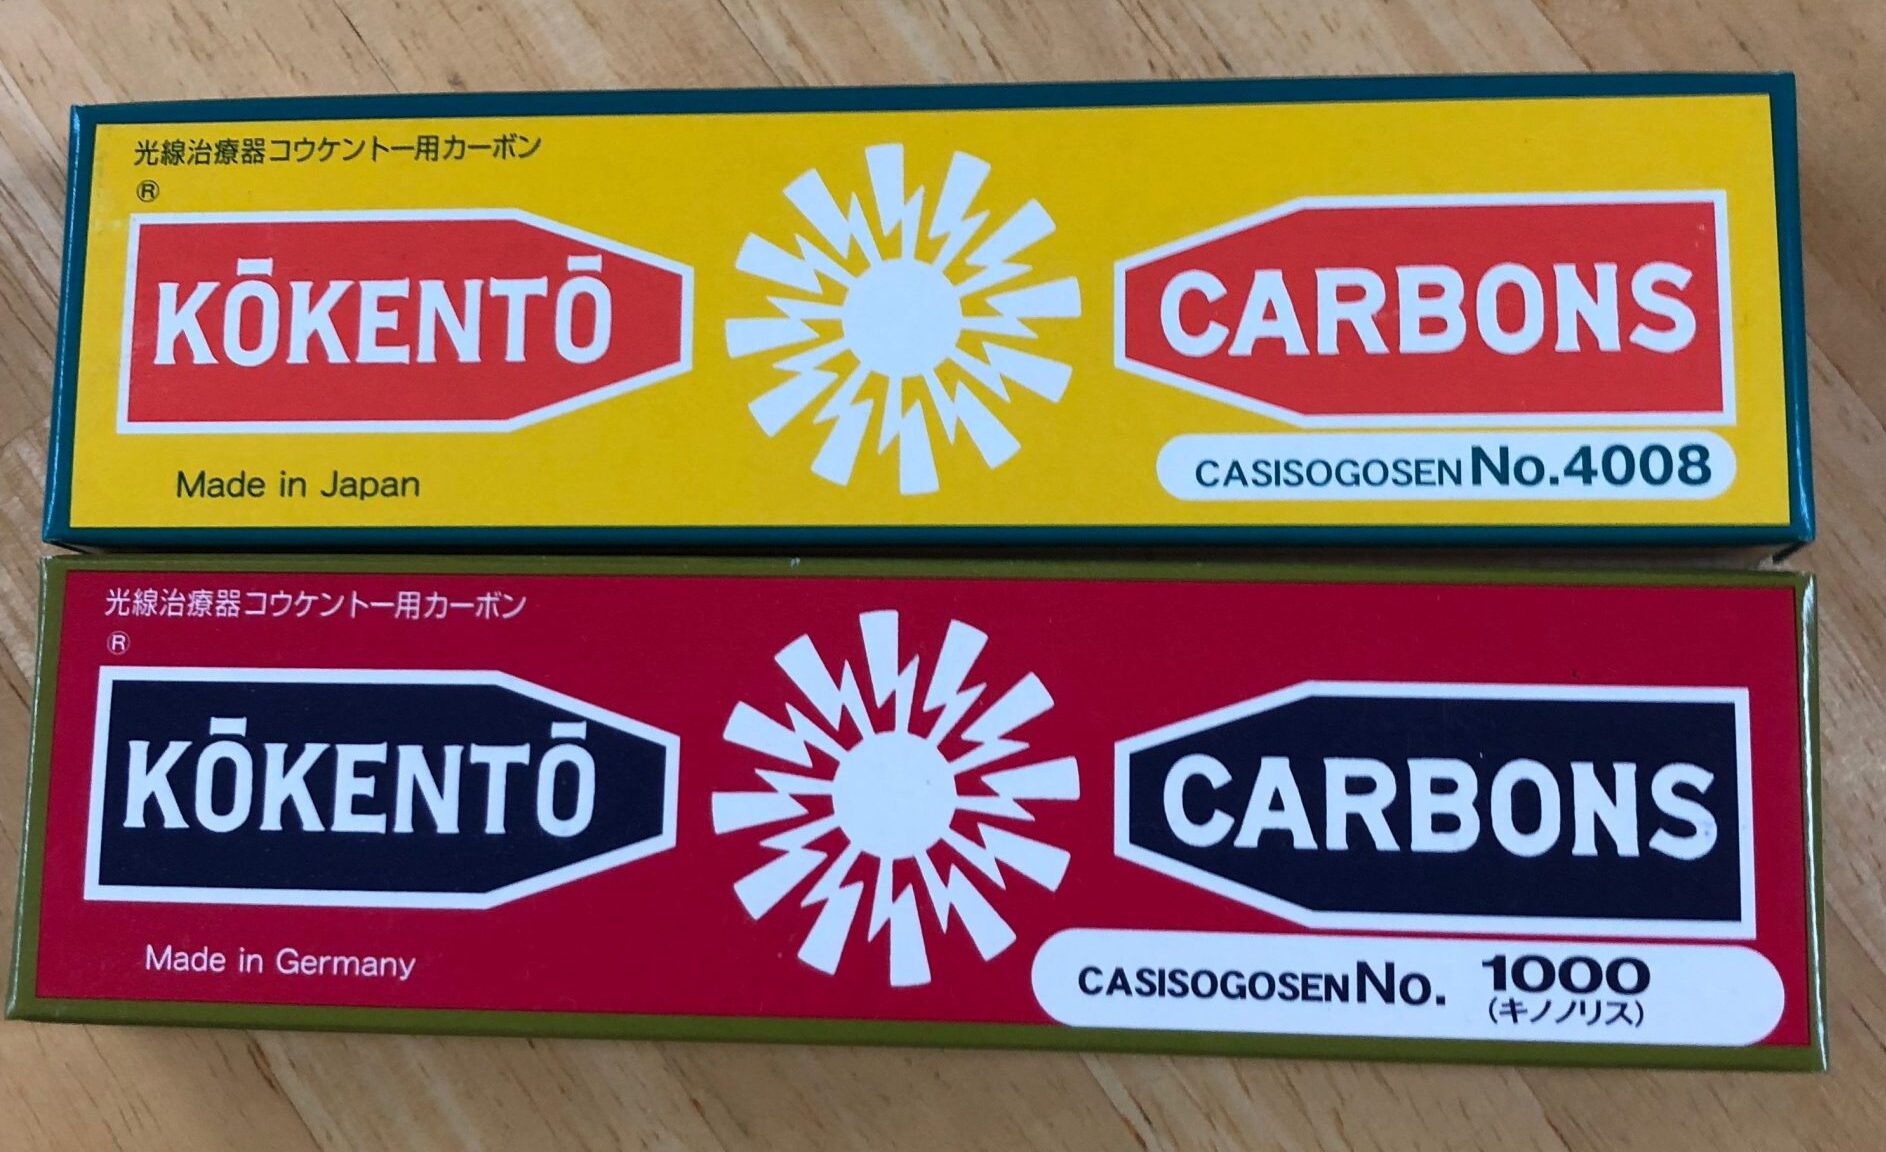 光線治療器コウケントー用カーボン
®
KŌKENTŌ CARBONS
Made in Japan
CASISOGOSEN No.4008
光線治療器コウケントー用カーボン
®
KŌKENTŌ CARBONS
Made in Germany
CASISOGOSEN No. 1000
(キノノリス)